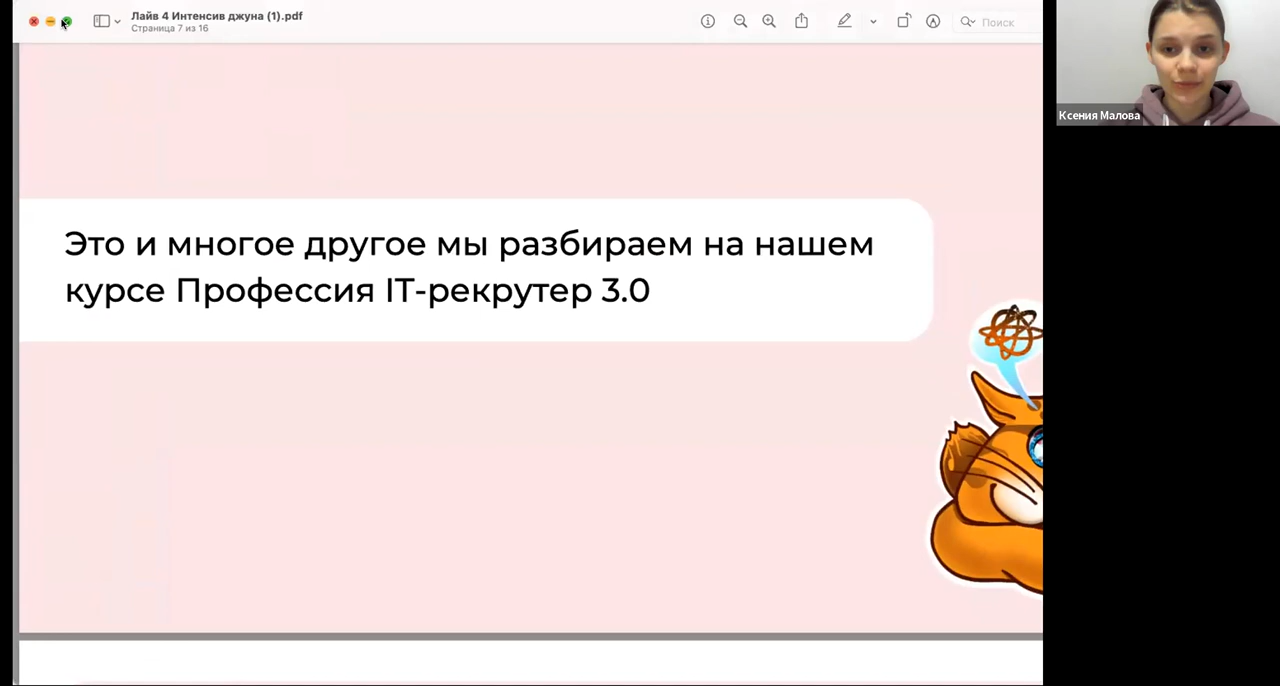 Лайв 4 Интенсив джуна (1).pdf
Страница 7 из 16
Поиск
Ксения Малова
Это и многое другое мы разбираем на нашем
курсе Профессия IT-рекрутер 3.0